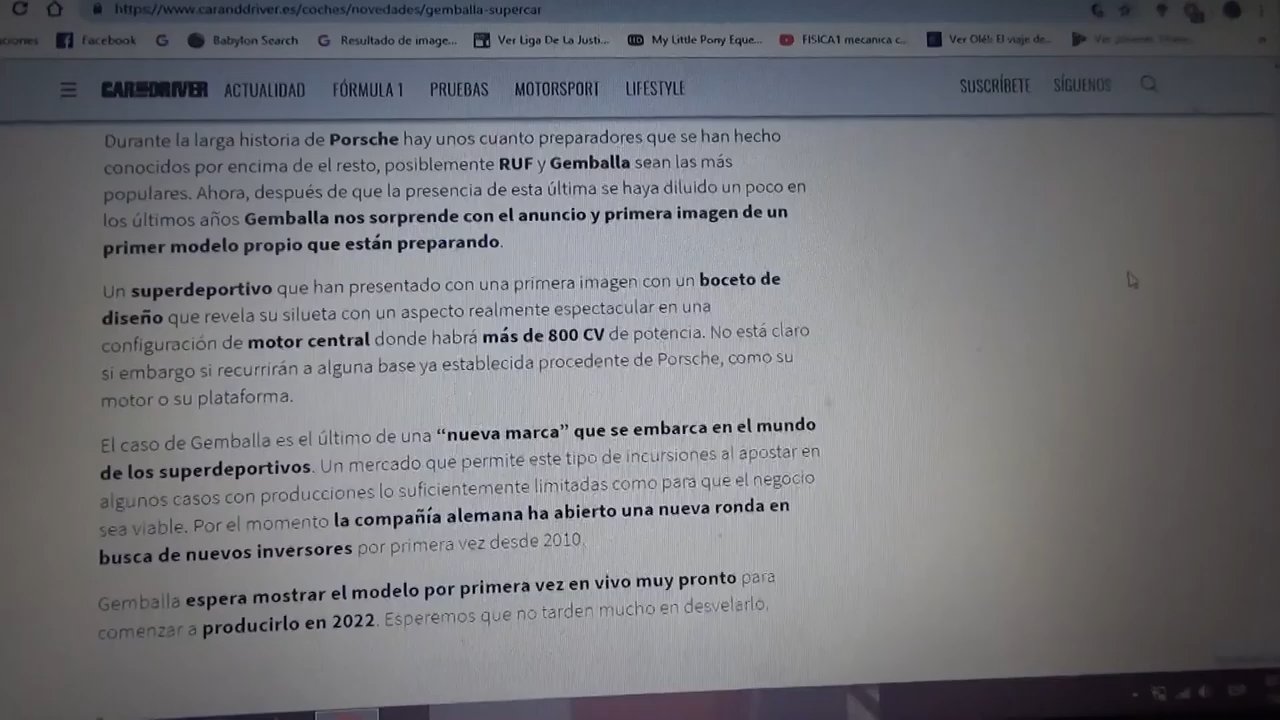 https://www.caranddriver.es/coches/novedades/gemballa-supercar
ciones Facebook G Babylon Search G Resultado de image... Ver Liga De La Justi... My Little Pony Eque... FISICA1 mecanica c... Ver Olé!: El viaje de...
CAR AND DRIVER ACTUALIDAD FÓRMULA 1 PRUEBAS MOTORSPORT LIFESTYLE SUSCRÍBETE SÍGUENOS
Durante la larga historia de Porsche hay unos cuanto preparadores que se han hecho
conocidos por encima de el resto, posiblemente RUF y Gemballa sean las más
populares. Ahora, después de que la presencia de esta última se haya diluido un poco en
los últimos años Gemballa nos sorprende con el anuncio y primera imagen de un
primer modelo propio que están preparando.
Un superdeportivo que han presentado con una primera imagen con un boceto de
diseño que revela su silueta con un aspecto realmente espectacular en una
configuración de motor central donde habrá más de 800 CV de potencia. No está claro
si embargo si recurrirán a alguna base ya establecida procedente de Porsche, como su
motor o su plataforma.
El caso de Gemballa es el último de una “nueva marca” que se embarca en el mundo
de los superdeportivos. Un mercado que permite este tipo de incursiones al apostar en
algunos casos con producciones lo suficientemente limitadas como para que el negocio
sea viable. Por el momento la compañía alemana ha abierto una nueva ronda en
busca de nuevos inversores por primera vez desde 2010.
Gemballa espera mostrar el modelo por primera vez en vivo muy pronto para
comenzar a producirlo en 2022. Esperemos que no tarden mucho en desvelarlo.